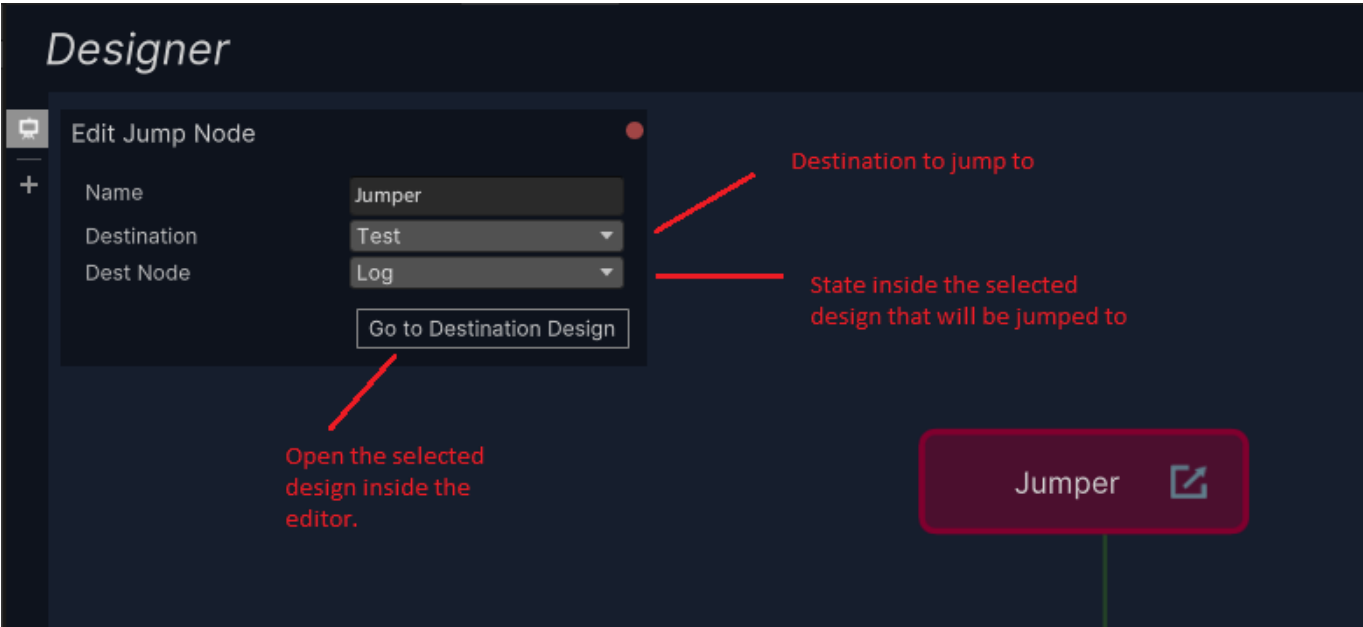 Designer
Edit Jump Node
Destination to jump to
Name
Jumper
Destination
Test
Dest Node
Log
State inside the selected
design that will be jumped to
Go to Destination Design
Open the selected
design inside the
editor.
Jumper